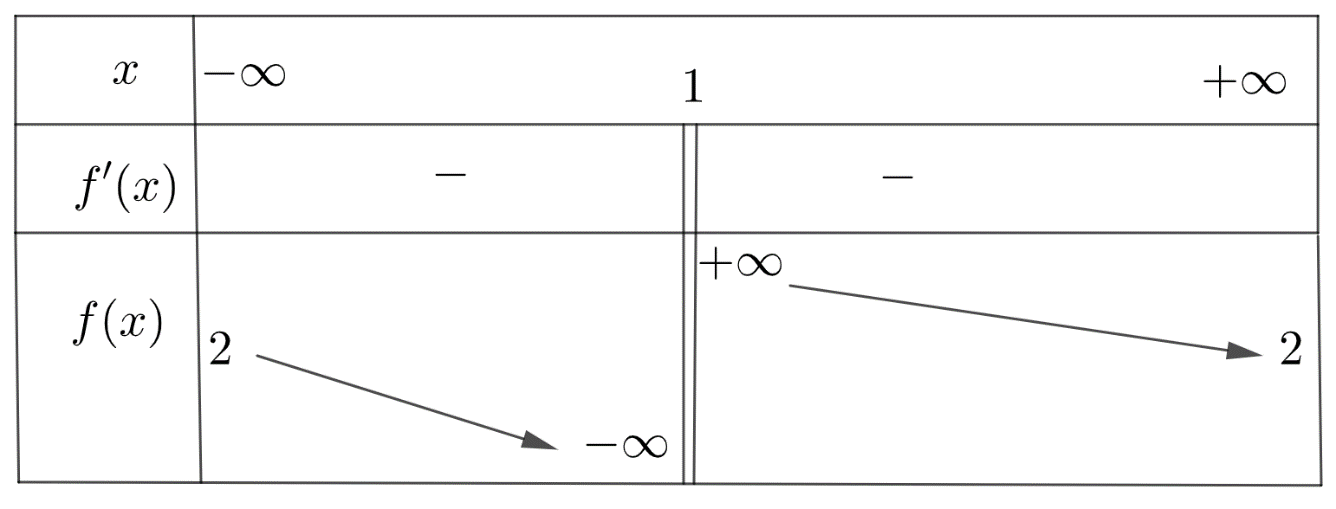 x −∞ 1 +∞
f′(x) − −
+∞
f(x) 2 2
−∞